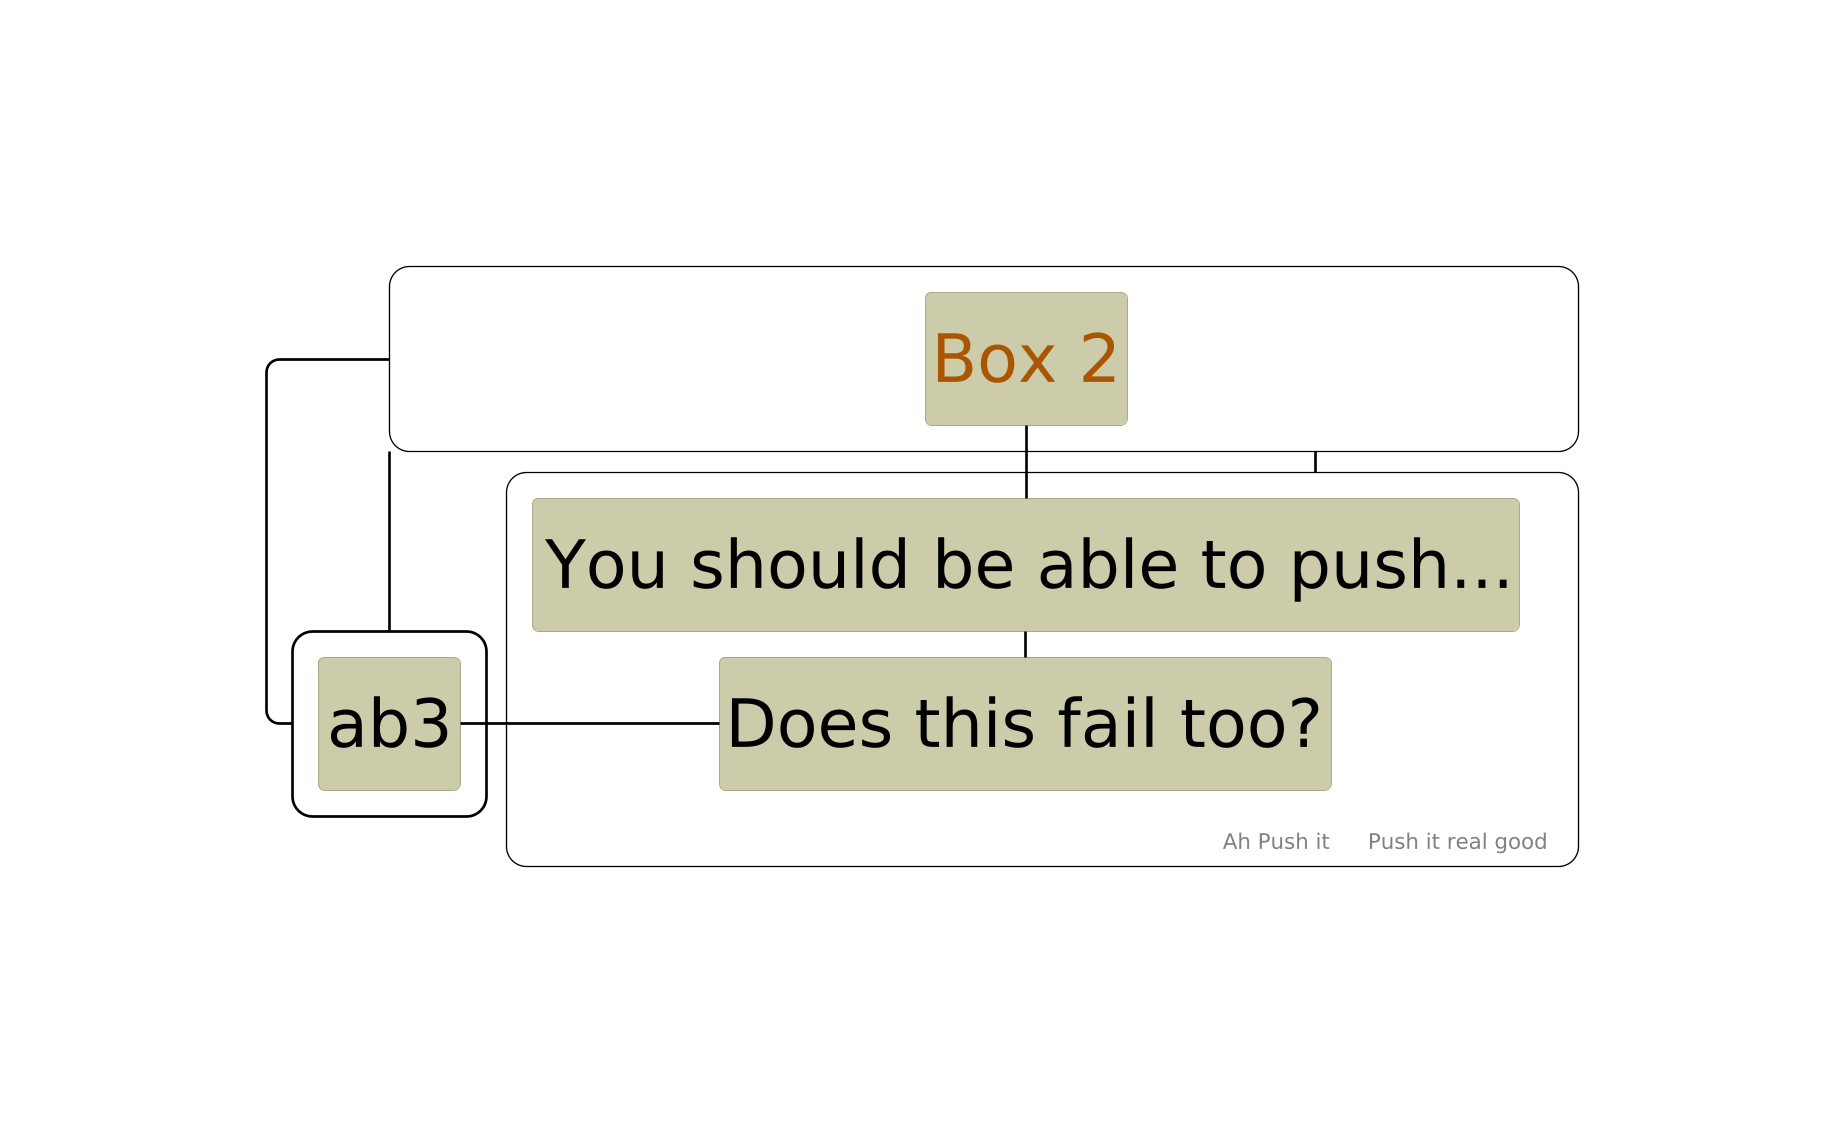 Box 2
You should be able to push...
ab3
Does this fail too?
Ah Push it
Push it real good